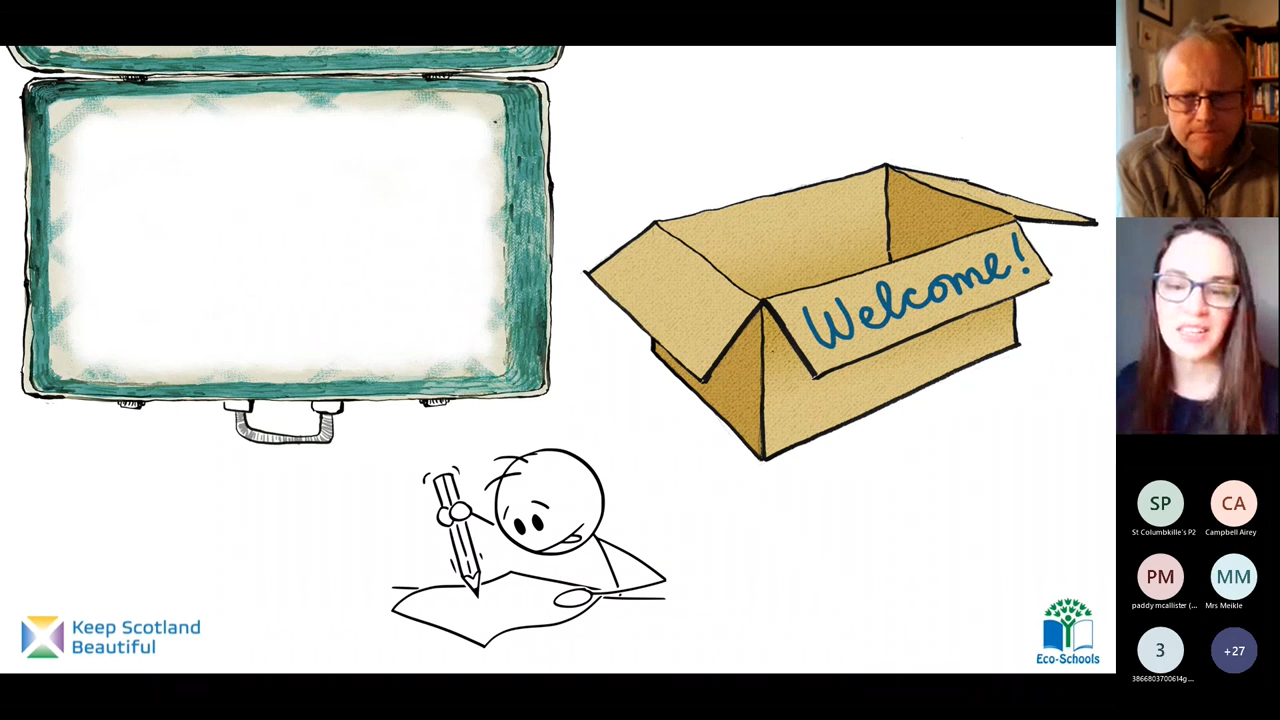 Welcome!
Keep Scotland
Beautiful
Eco-Schools
SP
CA
St Columbkille's P2
Campbell Airey
PM
MM
paddy mcallister (...
Mrs Meikle
3
+27
3866803700614g...